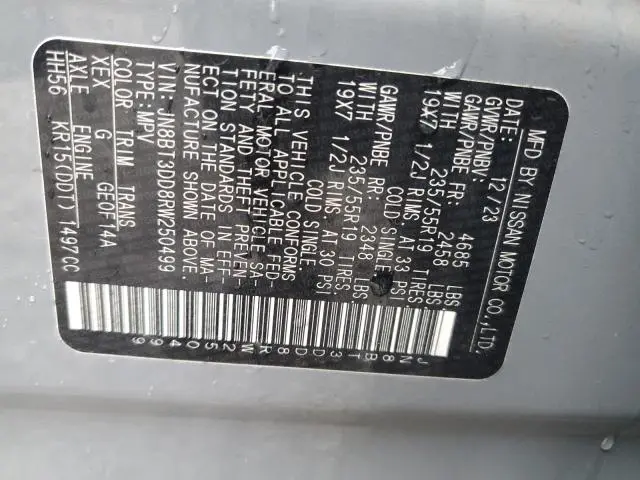 MFD BY NISSAN MOTOR CO.,LTD.
DATE: 12/23
GVWR/PNBV: 4685 LBS.
GAWR/PNBE FR: 2458 LBS.
WITH 235/55R19 TIRES
19X7 1/2J RIMS, AT 33 PSI
COLD SINGLE
GAWR/PNBE RR: 2348 LBS.
WITH 235/55R19 TIRES
19X7 1/2J RIMS, AT 30 PSI
COLD SINGLE.
THIS VEHICLE CONFORMS
TO ALL APPLICABLE FED-
ERAL MOTOR VEHICLE SA-
FETY AND THEFT PREVEN-
TION STANDARDS IN EFF-
ECT ON THE DATE OF MA-
NUFACTURE SHOWN ABOVE.
VIN: JN8BT3DD8RW250499
TYPE: MPV
COLOR TRIM TRANS
XEX G GEOF14A
AXLE ENGINE
HH56 KR15(DDT) 1497CC
JN8BT3DD8RW250499